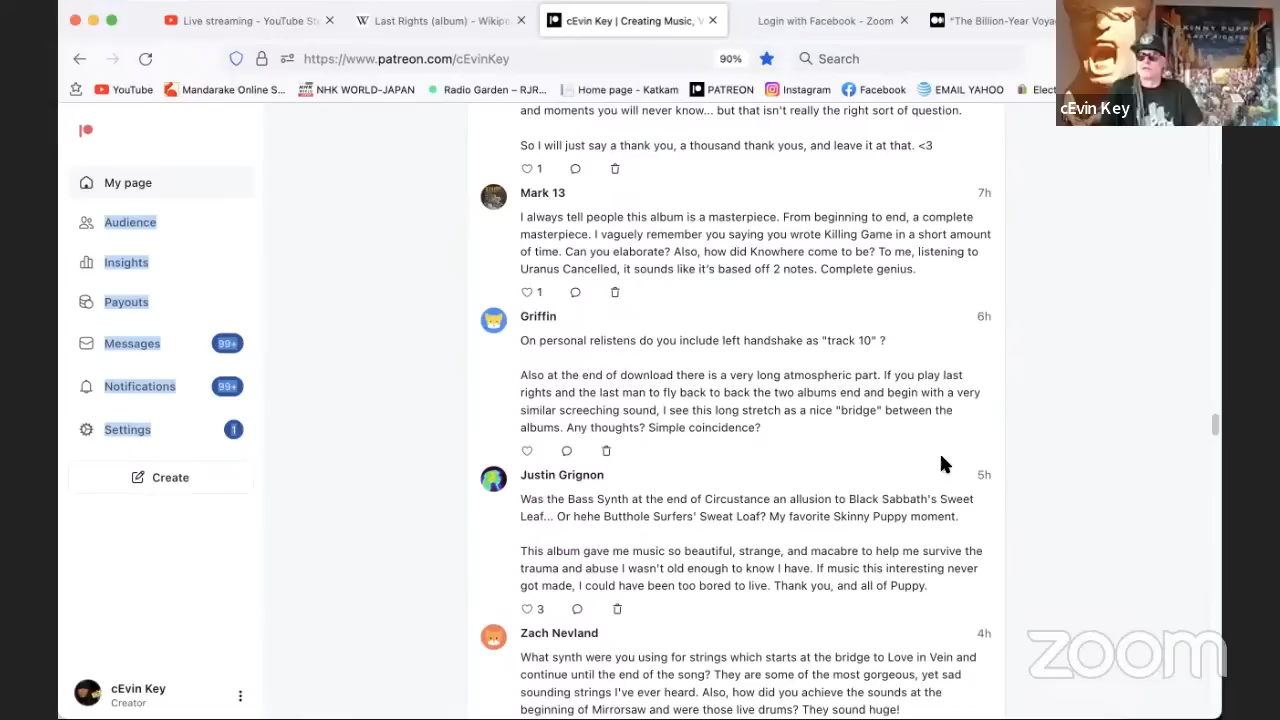 Live streaming - YouTube St
Last Rights (album) - Wikipe
cEvin Key | Creating Music, V
Login with Facebook - Zoom
"The Billion-Year Voya
https://www.patreon.com/cEvinKey
90%
Search
YouTube
Mandarake Online S...
NHK WORLD-JAPAN
Radio Garden – RJR...
Home page - Katkam
PATREON
Instagram
Facebook
EMAIL YAHOO
Elect
SKINNY PUPPY
LAST RIGHTS
cEvin Key
My page
Audience
Insights
Payouts
Messages 99+
Notifications 99+
Settings 1
Create
cEvin Key
Creator
and moments you will never know... but that isn't really the right sort of question.
So I will just say a thank you, a thousand thank yous, and leave it at that. <3
1
Mark 13 7h
I always tell people this album is a masterpiece. From beginning to end, a complete
masterpiece. I vaguely remember you saying you wrote Killing Game in a short amount
of time. Can you elaborate? Also, how did Knowhere come to be? To me, listening to
Uranus Cancelled, it sounds like it's based off 2 notes. Complete genius.
1
Griffin 6h
On personal relistens do you include left handshake as "track 10" ?
Also at the end of download there is a very long atmospheric part. If you play last
rights and the last man to fly back to back the two albums end and begin with a very
similar screeching sound, I see this long stretch as a nice "bridge" between the
albums. Any thoughts? Simple coincidence?
Justin Grignon 5h
Was the Bass Synth at the end of Circustance an allusion to Black Sabbath's Sweet
Leaf... Or hehe Butthole Surfers' Sweat Loaf? My favorite Skinny Puppy moment.
This album gave me music so beautiful, strange, and macabre to help me survive the
trauma and abuse I wasn't old enough to know I have. If music this interesting never
got made, I could have been too bored to live. Thank you, and all of Puppy.
3
Zach Nevland 4h
What synth were you using for strings which starts at the bridge to Love in Vein and
continue until the end of the song? They are some of the most gorgeous, yet sad
sounding strings I've ever heard. Also, how did you achieve the sounds at the
beginning of Mirrorsaw and were those live drums? They sound huge!
zoom